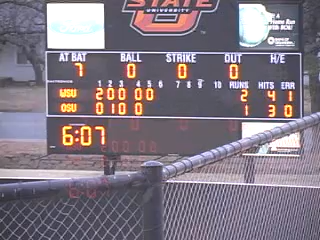 STATE
UNIVERSITY
AT BAT BALL STRIKE OUT H/E
7 0 0 0
1 2 3 4 5 6 7 8 9 10 RUNS HITS ERR
WSU 2 0 0 0 0 2 4 1
OSU 0 1 0 0 1 3 0
6:07